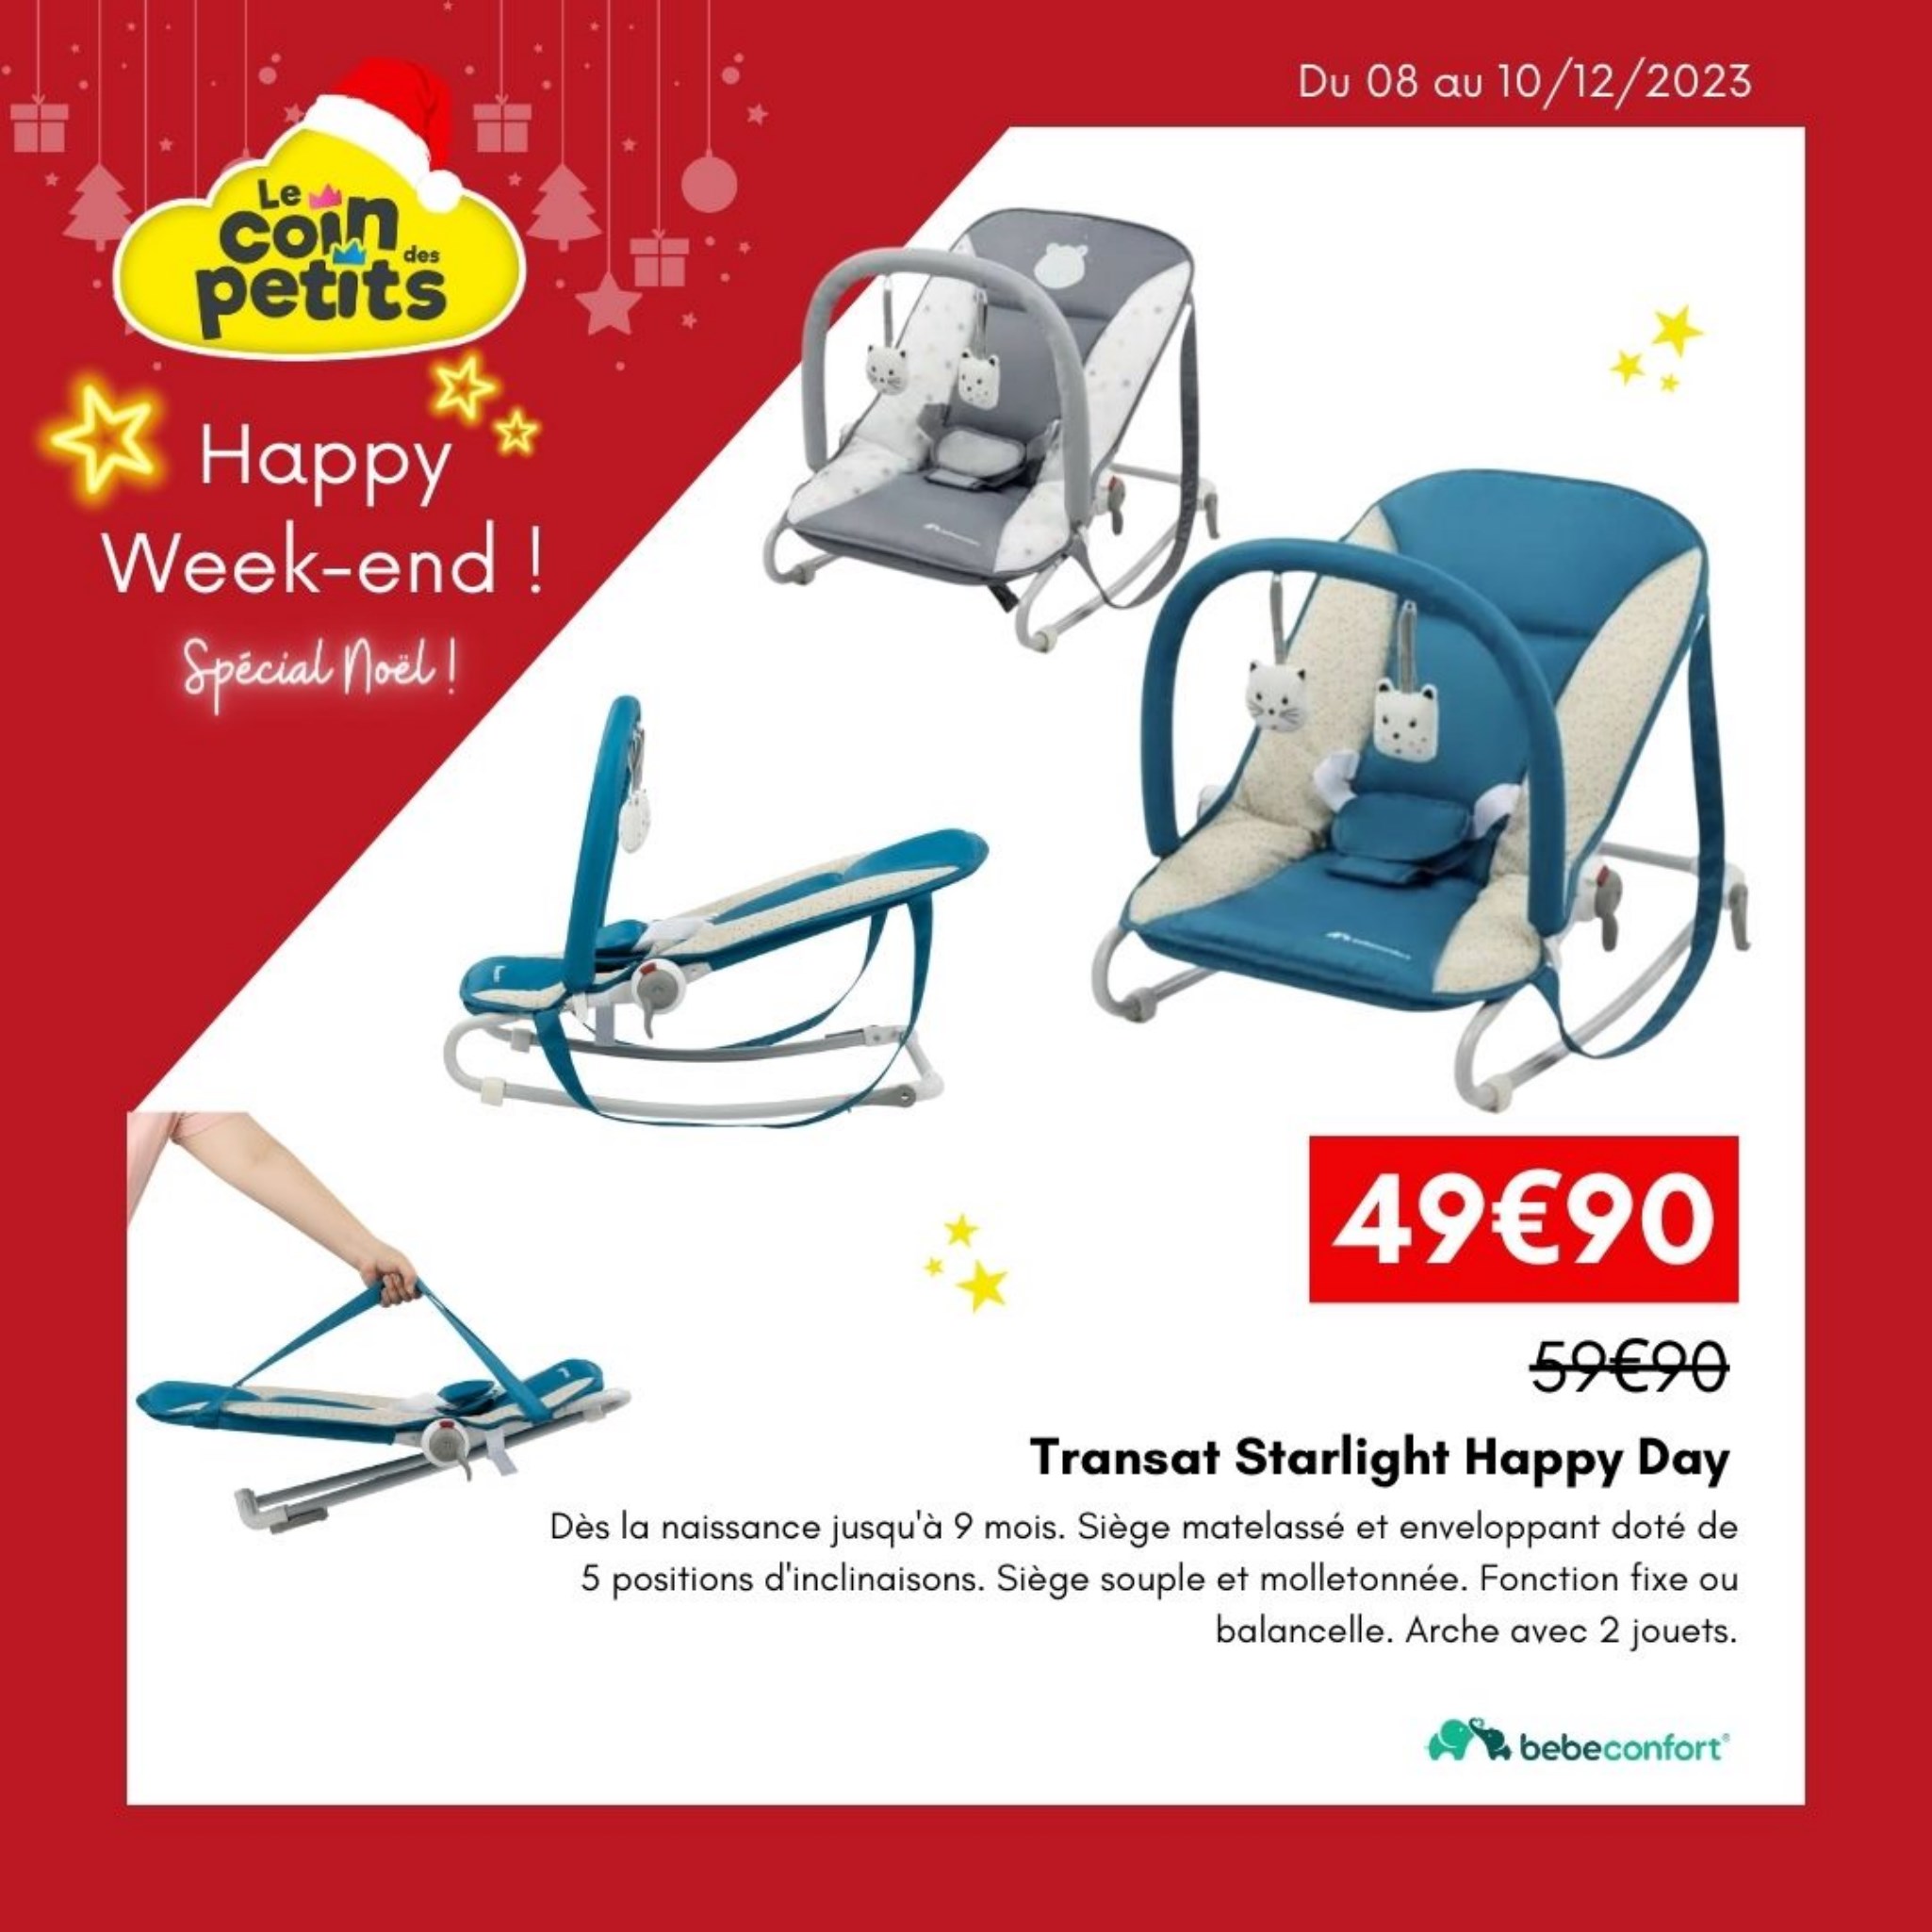 Du 08 au 10/12/2023
Le
coin
des
petits
Happy
Week-end !
Spécial Noël !
49€90
59€90
Transat Starlight Happy Day
Dès la naissance jusqu'à 9 mois. Siège matelassé et enveloppant doté de
5 positions d'inclinaisons. Siège souple et molletonnée. Fonction fixe ou
balancelle. Arche avec 2 jouets.
bebeconfort®